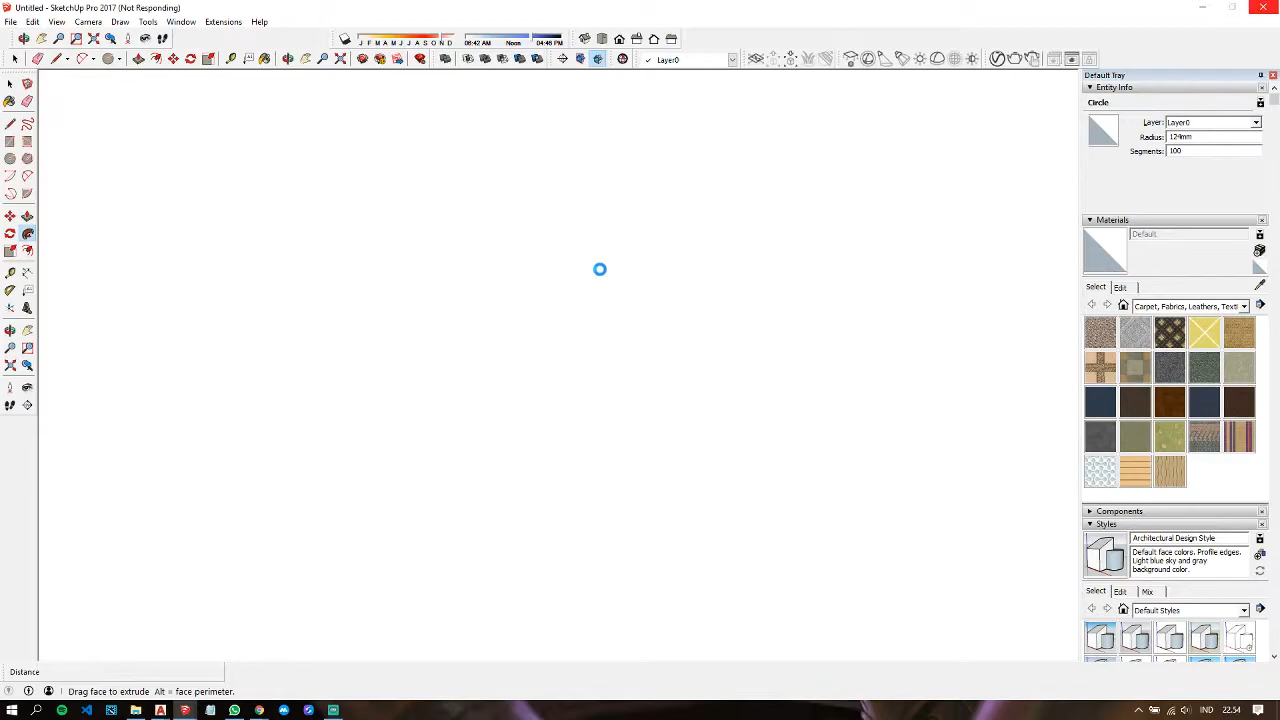 Untitled - SketchUp Pro 2017 (Not Responding)
File Edit View Camera Draw Tools Window Extensions Help
J F M A M J J A S O N D 06:42 AM Noon 04:46 PM
✓ Layer0
Default Tray
Entity Info
Circle
Layer: Layer0
Radius: 124mm
Segments: 100
Materials
Default
Select Edit
Carpet, Fabrics, Leathers, Texti
Components
Styles
Architectural Design Style
Default face colors. Profile edges.
Light blue sky and gray
background color.
Select Edit Mix
Default Styles
Distance
Drag face to extrude Alt = face perimeter.
IND 22.54